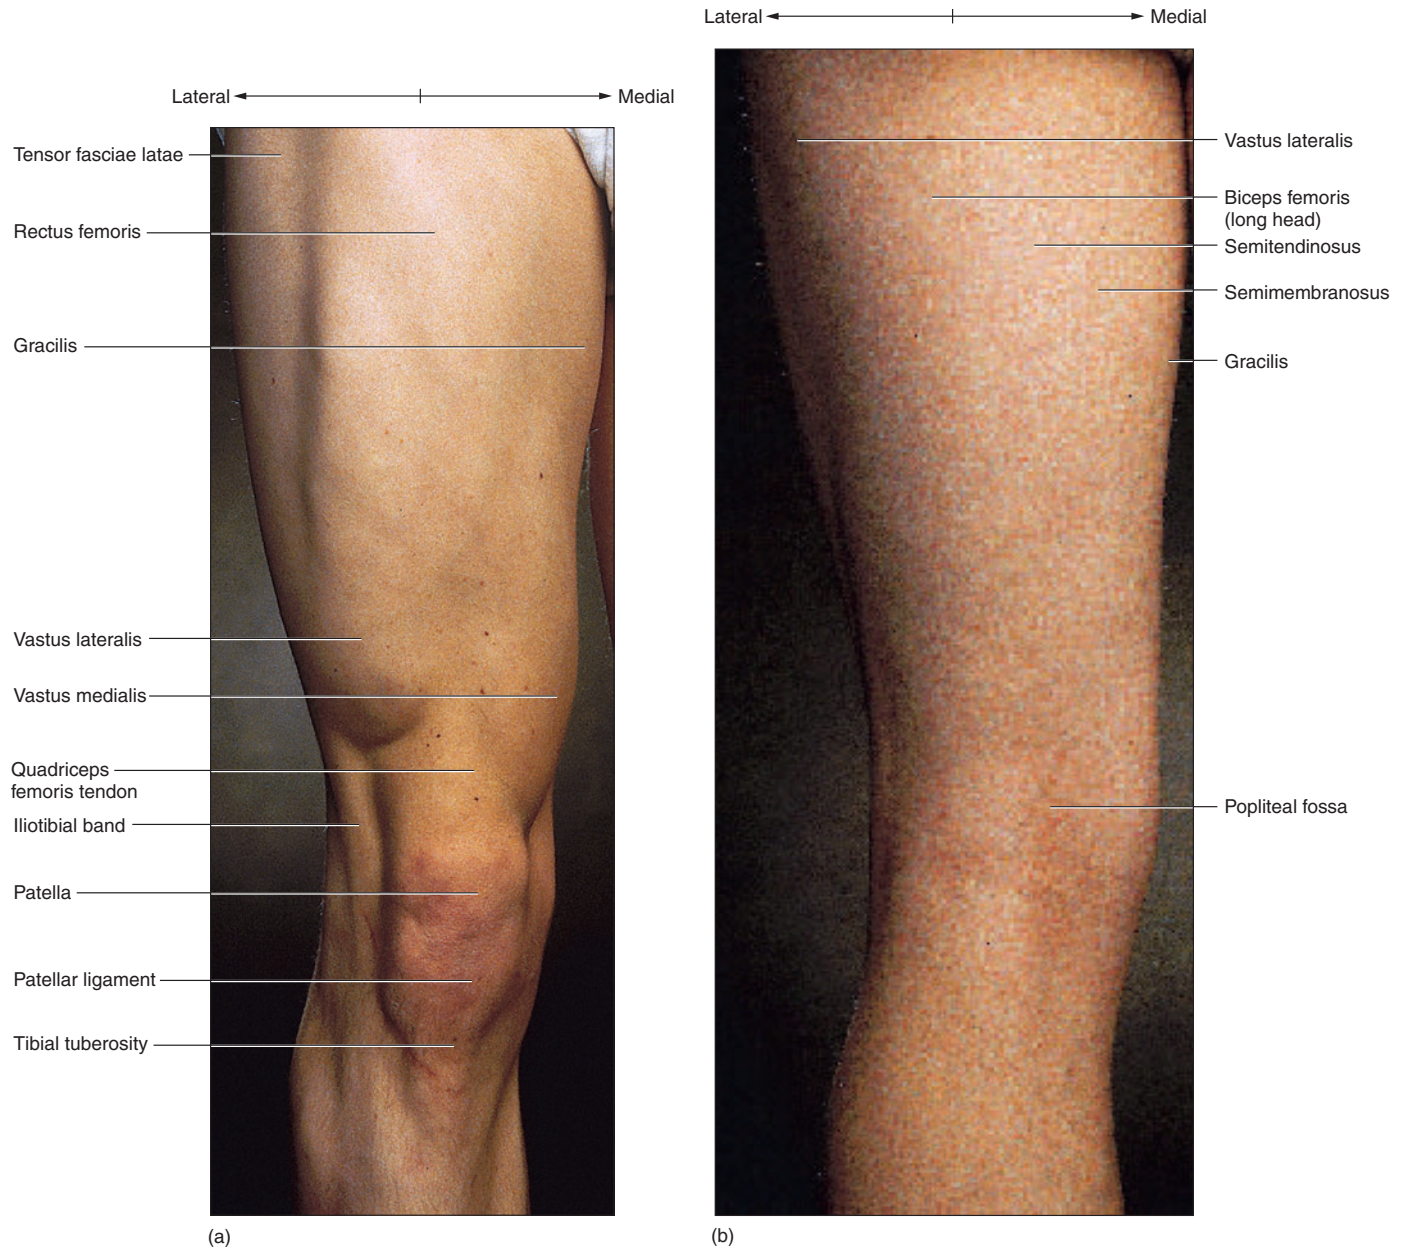 Lateral
Medial
Tensor fasciae latae
Rectus femoris
Gracilis
Vastus lateralis
Vastus medialis
Quadriceps
femoris tendon
Iliotibial band
Patella
Patellar ligament
Tibial tuberosity
(a)
Lateral
Medial
Vastus lateralis
Biceps femoris
(long head)
Semitendinosus
Semimembranosus
Gracilis
Popliteal fossa
(b)